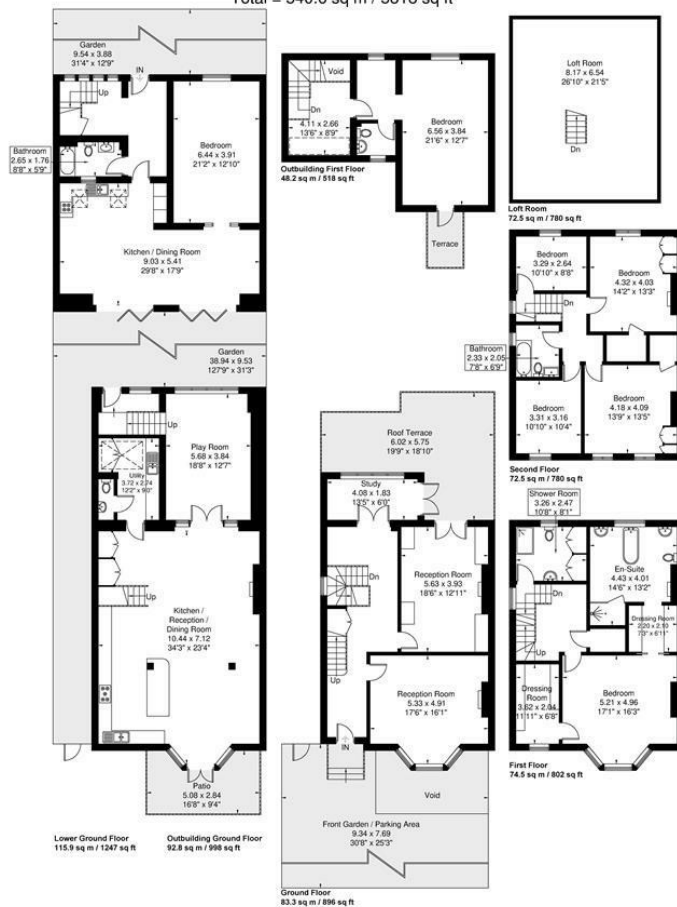 Garden
9.54 x 3.88
31'4" x 12'9"
IN
Up
Bathroom
2.65 x 1.76
8'8" x 5'9"
Bedroom
6.44 x 3.91
21'2" x 12'10"
Kitchen / Dining Room
9.03 x 5.41
29'8" x 17'9"
Garden
38.94 x 9.53
127'9" x 31'3"
Void
Dn
4.11 x 2.66
13'6" x 8'9"
Bedroom
6.56 x 3.84
21'6" x 12'7"
Outbuilding First Floor
48.2 sq m / 518 sq ft
Terrace
Loft Room
8.17 x 6.54
26'10" x 21'5"
Dn
Loft Room
72.5 sq m / 780 sq ft
Bedroom
3.29 x 2.64
10'10" x 8'8"
Bedroom
4.32 x 4.03
14'2" x 13'3"
Dn
Bathroom
2.33 x 2.05
7'8" x 6'9"
Bedroom
3.31 x 3.16
10'10" x 10'4"
Bedroom
4.18 x 4.09
13'9" x 13'5"
Second Floor
72.5 sq m / 780 sq ft
Up
Play Room
5.68 x 3.84
18'8" x 12'7"
Utility
3.72 x 2.74
12'2" x 9'0"
Up
Kitchen /
Reception /
Dining Room
10.44 x 7.12
34'3" x 23'4"
Patio
5.08 x 2.84
16'8" x 9'4"
Lower Ground Floor
115.9 sq m / 1247 sq ft
Outbuilding Ground Floor
92.8 sq m / 998 sq ft
Roof Terrace
6.02 x 5.75
19'9" x 18'10"
Study
4.08 x 1.83
13'5" x 6'0"
Dn
Reception Room
5.63 x 3.93
18'6" x 12'11"
Up
Reception Room
5.33 x 4.91
17'6" x 16'1"
IN
Void
Front Garden / Parking Area
9.34 x 7.69
30'8" x 25'3"
Ground Floor
83.3 sq m / 896 sq ft
Shower Room
3.26 x 2.47
10'8" x 8'1"
En-Suite
4.43 x 4.01
14'6" x 13'2"
Dn
Dressing Room
2.20 x 2.10
7'3" x 6'11"
Up
Dressing
Room
3.62 x 2.04
11'11" x 6'8"
Bedroom
5.21 x 4.96
17'1" x 16'3"
First Floor
74.5 sq m / 802 sq ft